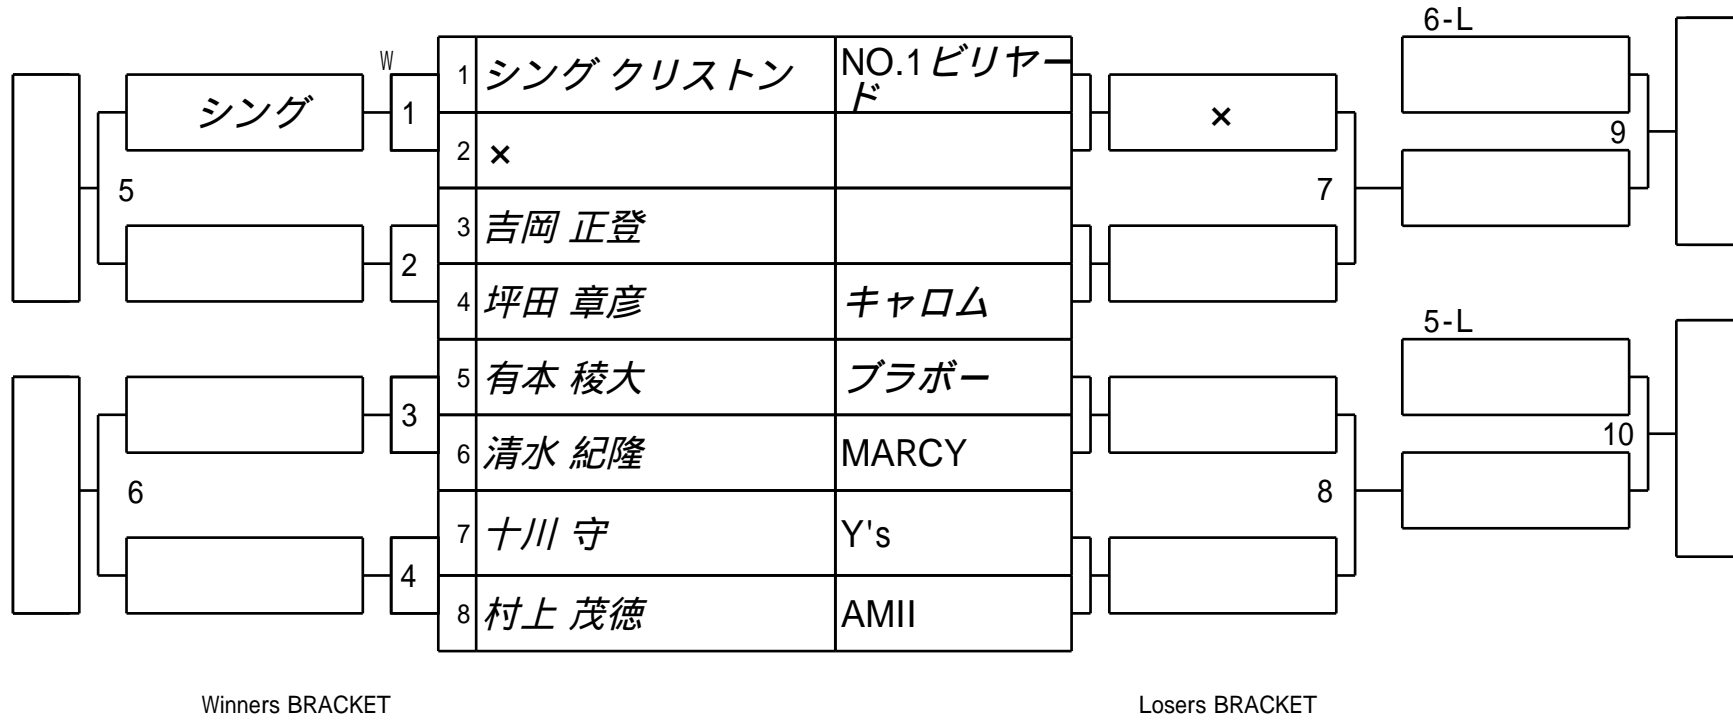 6-L
W
1 シング クリストン NO.1ビリヤー
ド
シング 1 ×
9
2 ×
5 7
3 吉岡 正登
2
4 坪田 章彦 キャロム
5-L
5 有本 稜大 ブラボー
3
10
6 清水 紀隆 MARCY
6 8
7 十川 守 Y's
4
8 村上 茂徳 AMII
Winners BRACKET Losers BRACKET